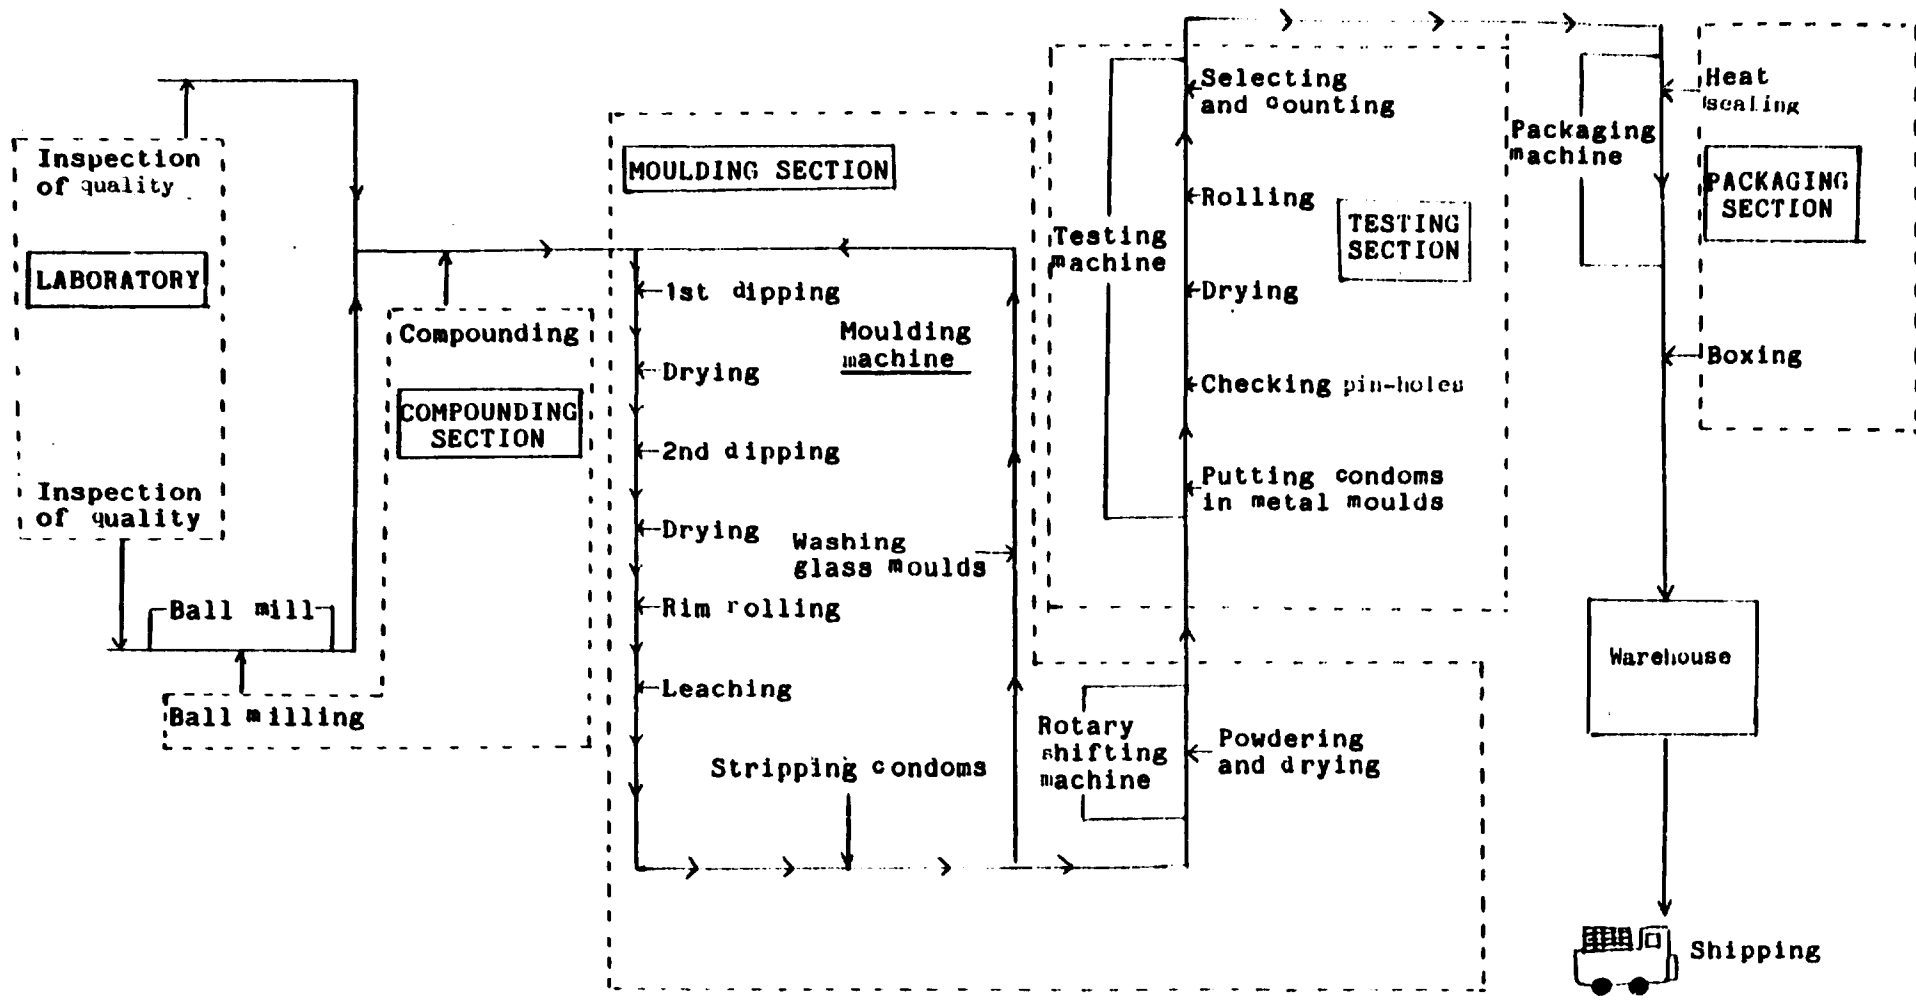 Inspection
of quality
LABORATORY
Inspection
of quality
Ball mill
Ball milling
Compounding
COMPOUNDING
SECTION
MOULDING SECTION
1st dipping
Drying
2nd dipping
Drying
Rim rolling
Leaching
Moulding
machine
Washing
glass moulds
Stripping condoms
Rotary
shifting
machine
Powdering
and drying
Testing
machine
Selecting
and counting
Rolling
TESTING
SECTION
Drying
Checking pin-holes
Putting condoms
in metal moulds
Packaging
machine
Heat
sealing
PACKAGING
SECTION
Boxing
Warehouse
Shipping